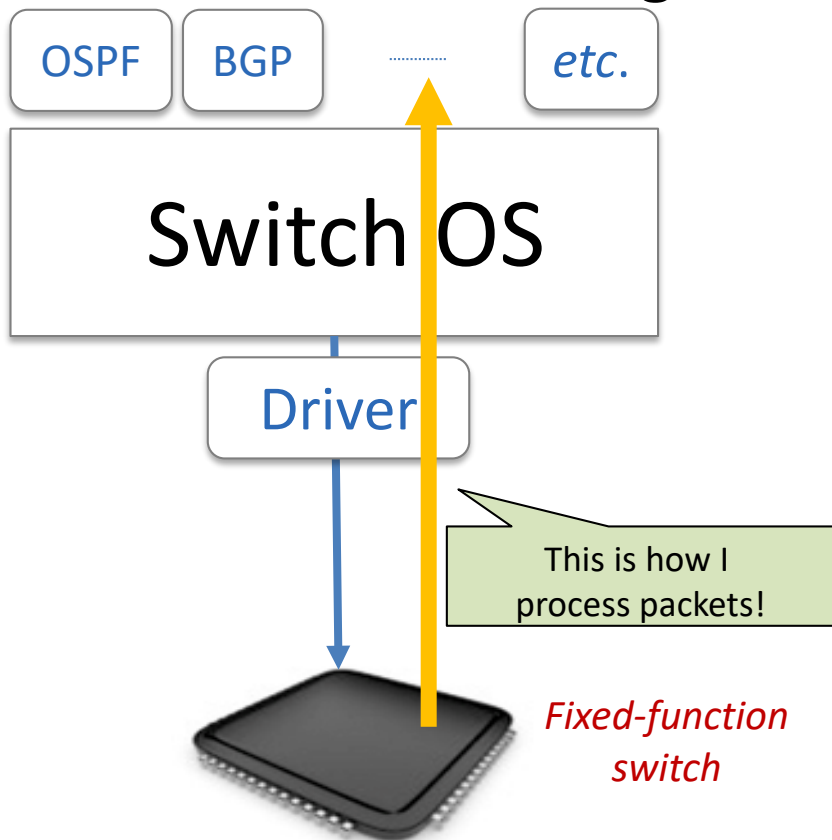 OSPF
BGP
etc.
Switch OS
Driver
This is how I
process packets!
Fixed-function
switch